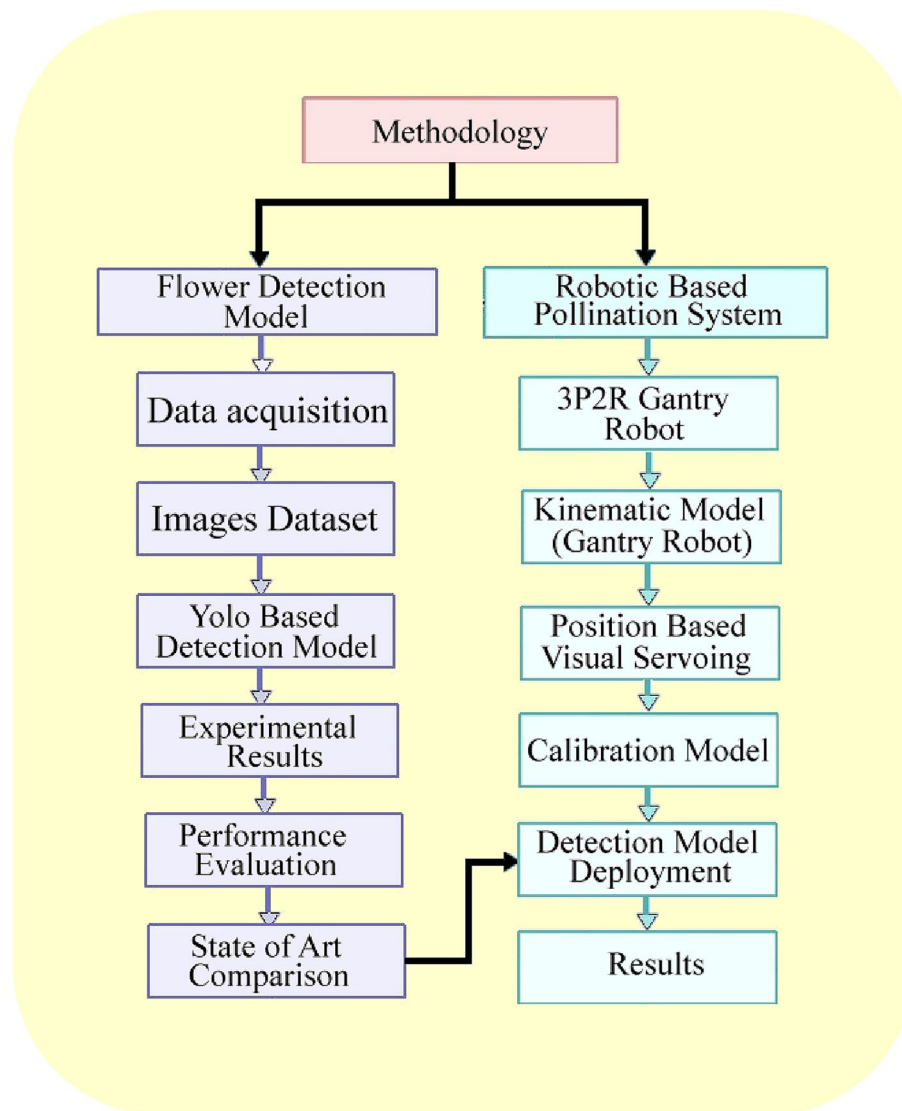 Methodology
Flower Detection
Model
Data acquisition
Images Dataset
Yolo Based
Detection Model
Experimental
Results
Performance
Evaluation
State of Art
Comparison
Robotic Based
Pollination System
3P2R Gantry
Robot
Kinematic Model
(Gantry Robot)
Position Based
Visual Servoing
Calibration Model
Detection Model
Deployment
Results